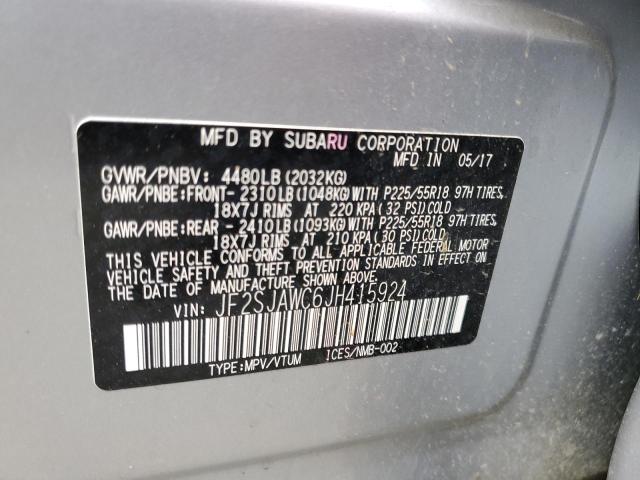 MFD BY SUBARU CORPORATION
MFD IN 05/17
GVWR/PNBV: 4480LB (2032KG)
GAWR/PNBE:FRONT- 2310LB (1048KG) WITH P225/55R18 97H TIRES,
18X7J RIMS AT 220 KPA (32 PSI) COLD
GAWR/PNBE:REAR - 2410LB (1093KG) WITH P225/55R18 97H TIRES,
18X7J RIMS AT 210 KPA (30 PSI) COLD
THIS VEHICLE CONFORMS TO ALL APPLICABLE FEDERAL MOTOR
VEHICLE SAFETY AND THEFT PREVENTION STANDARDS IN EFFECT ON
THE DATE OF MANUFACTURE SHOWN ABOVE.
VIN: JF2SJAWC6JH415924
TYPE:MPV/VTUM ICES/NMB-002